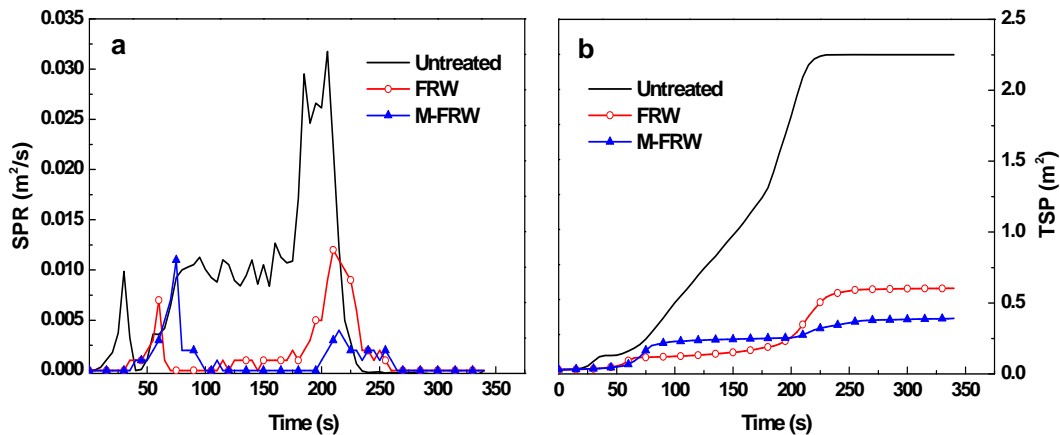 a
Untreated
FRW
M-FRW
0.035
0.030
0.025
0.020
0.015
0.010
0.005
0.000
SPR (m²/s)
50 100 150 200 250 300 350
Time (s)
b
Untreated
FRW
M-FRW
2.5
2.0
1.5
1.0
0.5
0.0
TSP (m²)
0 50 100 150 200 250 300 350
Time (s)